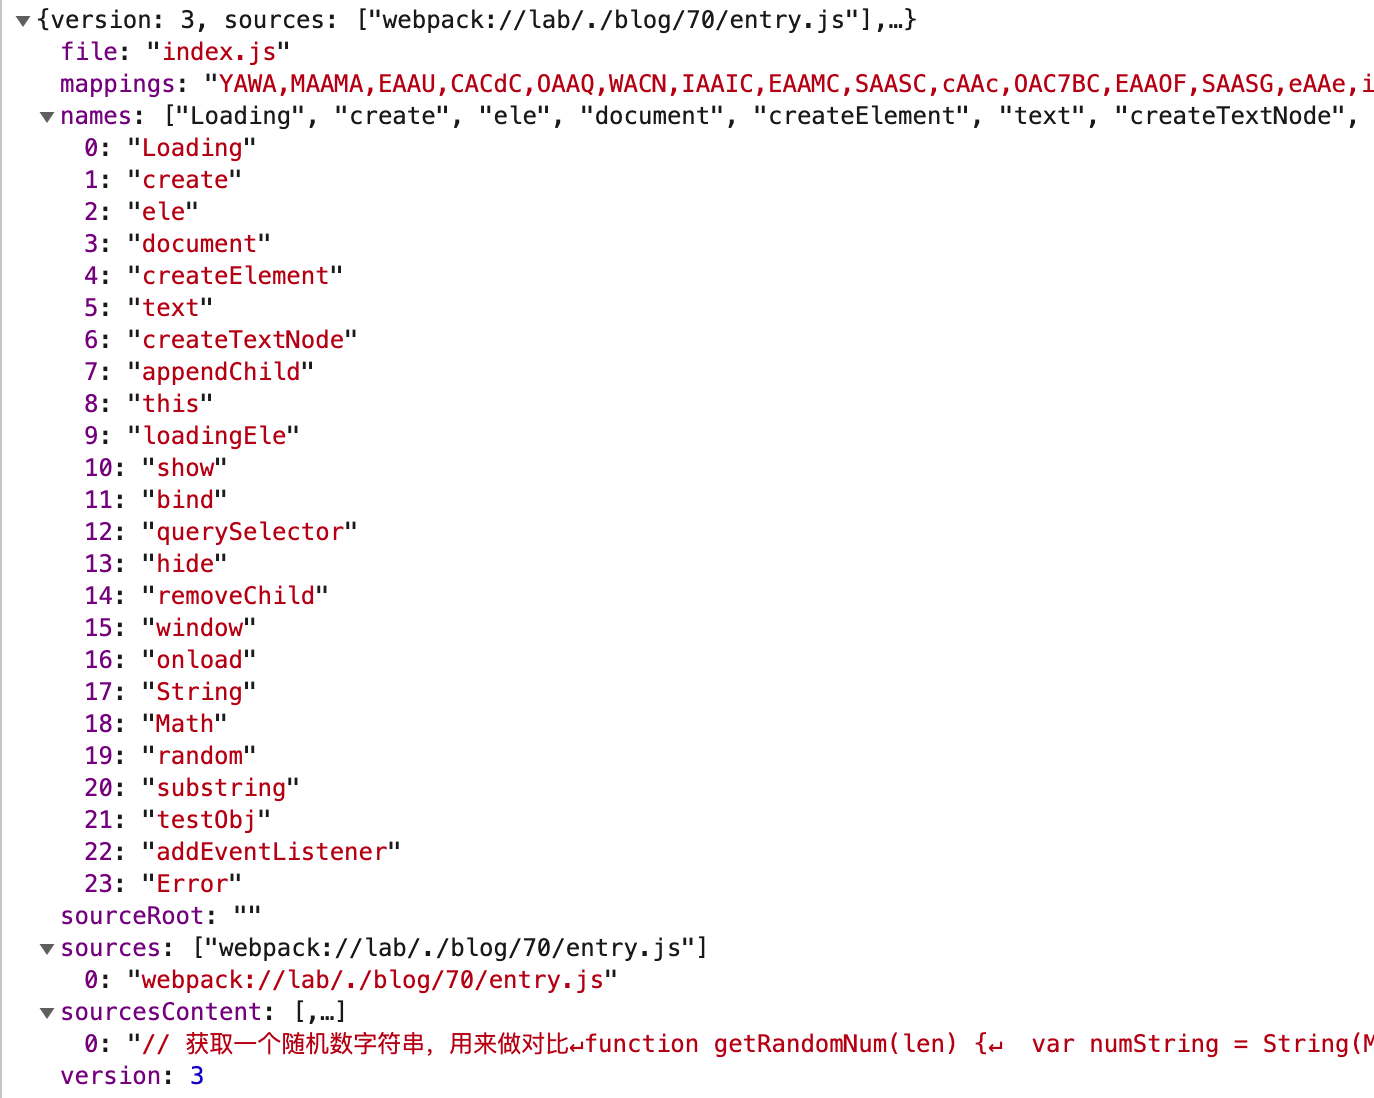 {version: 3, sources: ["webpack://lab/./blog/70/entry.js"],…}
file: "index.js"
mappings: "YAWA,MAAMA,EAAU,CACdC,OAAQ,WACN,IAAIC,EAAMC,SAASC,cAAc,OAC7BC,EAAOF,SAASG,eAAe,i
names: ["Loading", "create", "ele", "document", "createElement", "text", "createTextNode",
0: "Loading"
1: "create"
2: "ele"
3: "document"
4: "createElement"
5: "text"
6: "createTextNode"
7: "appendChild"
8: "this"
9: "loadingEle"
10: "show"
11: "bind"
12: "querySelector"
13: "hide"
14: "removeChild"
15: "window"
16: "onload"
17: "String"
18: "Math"
19: "random"
20: "substring"
21: "testObj"
22: "addEventListener"
23: "Error"
sourceRoot: ""
sources: ["webpack://lab/./blog/70/entry.js"]
0: "webpack://lab/./blog/70/entry.js"
sourcesContent: [,…]
0: "// 获取一个随机数字符串，用来做对比↵function getRandomNum(len) {↵  var numString = String(M
version: 3